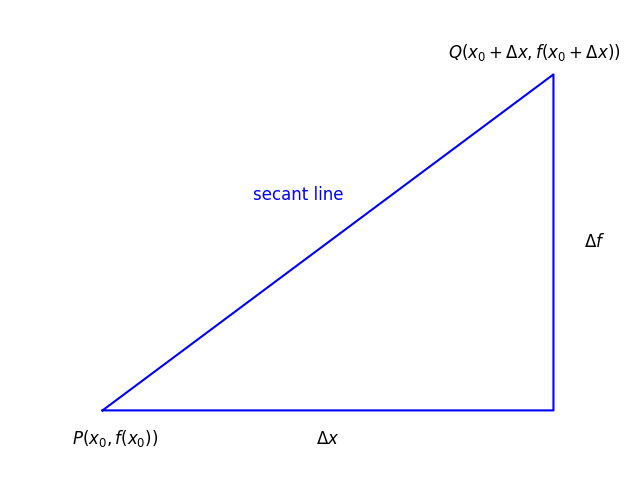 Q(x₀ + Δx, f(x₀ + Δx))
secant line
Δf
P(x₀, f(x₀))
Δx